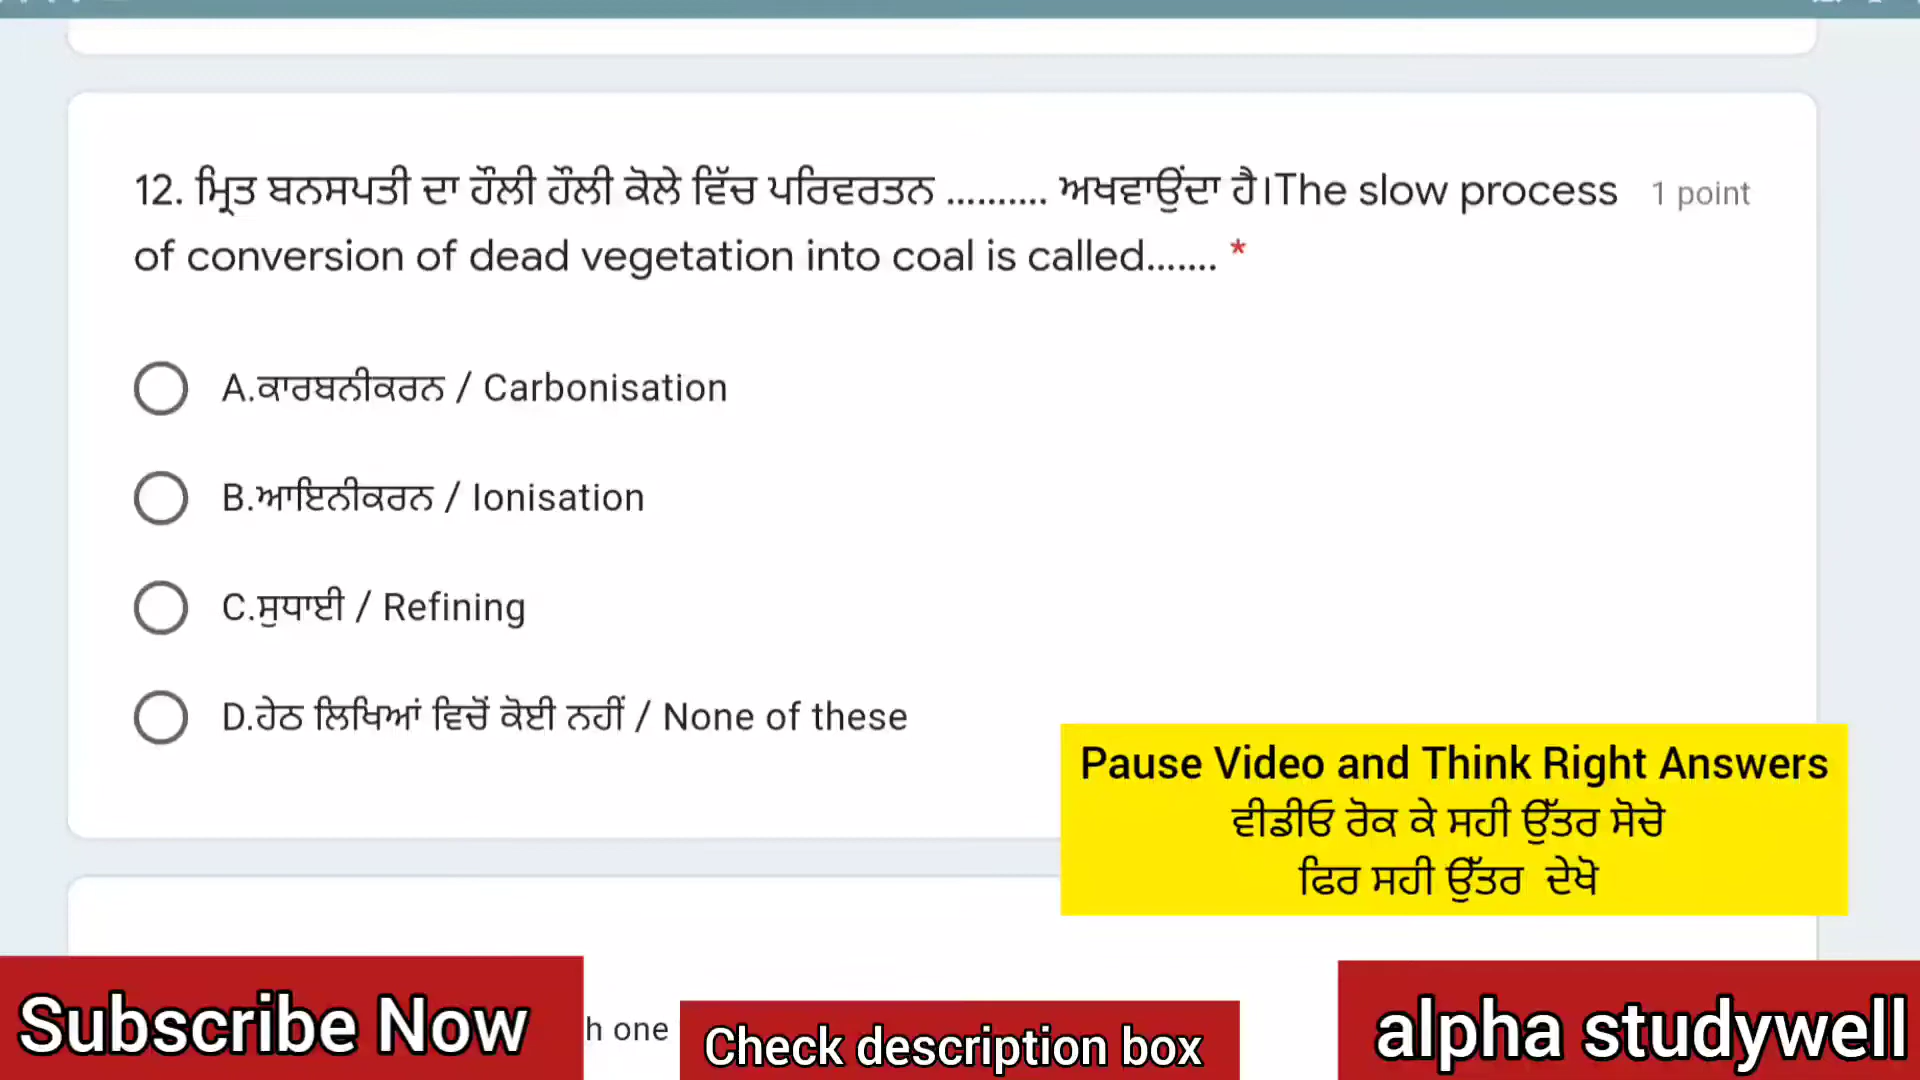 12. ਮ੍ਰਿਤ ਬਨਸਪਤੀ ਦਾ ਹੌਲੀ ਹੌਲੀ ਕੋਲੇ ਵਿੱਚ ਪਰਿਵਰਤਨ .......... ਅਖਵਾਉਂਦਾ ਹੈ।The slow process 1 point
of conversion of dead vegetation into coal is called....... *
A.ਕਾਰਬਨੀਕਰਨ / Carbonisation
B.ਆਇਨੀਕਰਨ / Ionisation
C.ਸੁਧਾਈ / Refining
D.ਹੇਠ ਲਿਖਿਆਂ ਵਿਚੋਂ ਕੋਈ ਨਹੀਂ / None of these
Pause Video and Think Right Answers
ਵੀਡੀਓ ਰੋਕ ਕੇ ਸਹੀ ਉੱਤਰ ਸੋਚੋ
ਫਿਰ ਸਹੀ ਉੱਤਰ ਦੇਖੋ
Subscribe Now
h one
Check description box
alpha studywell